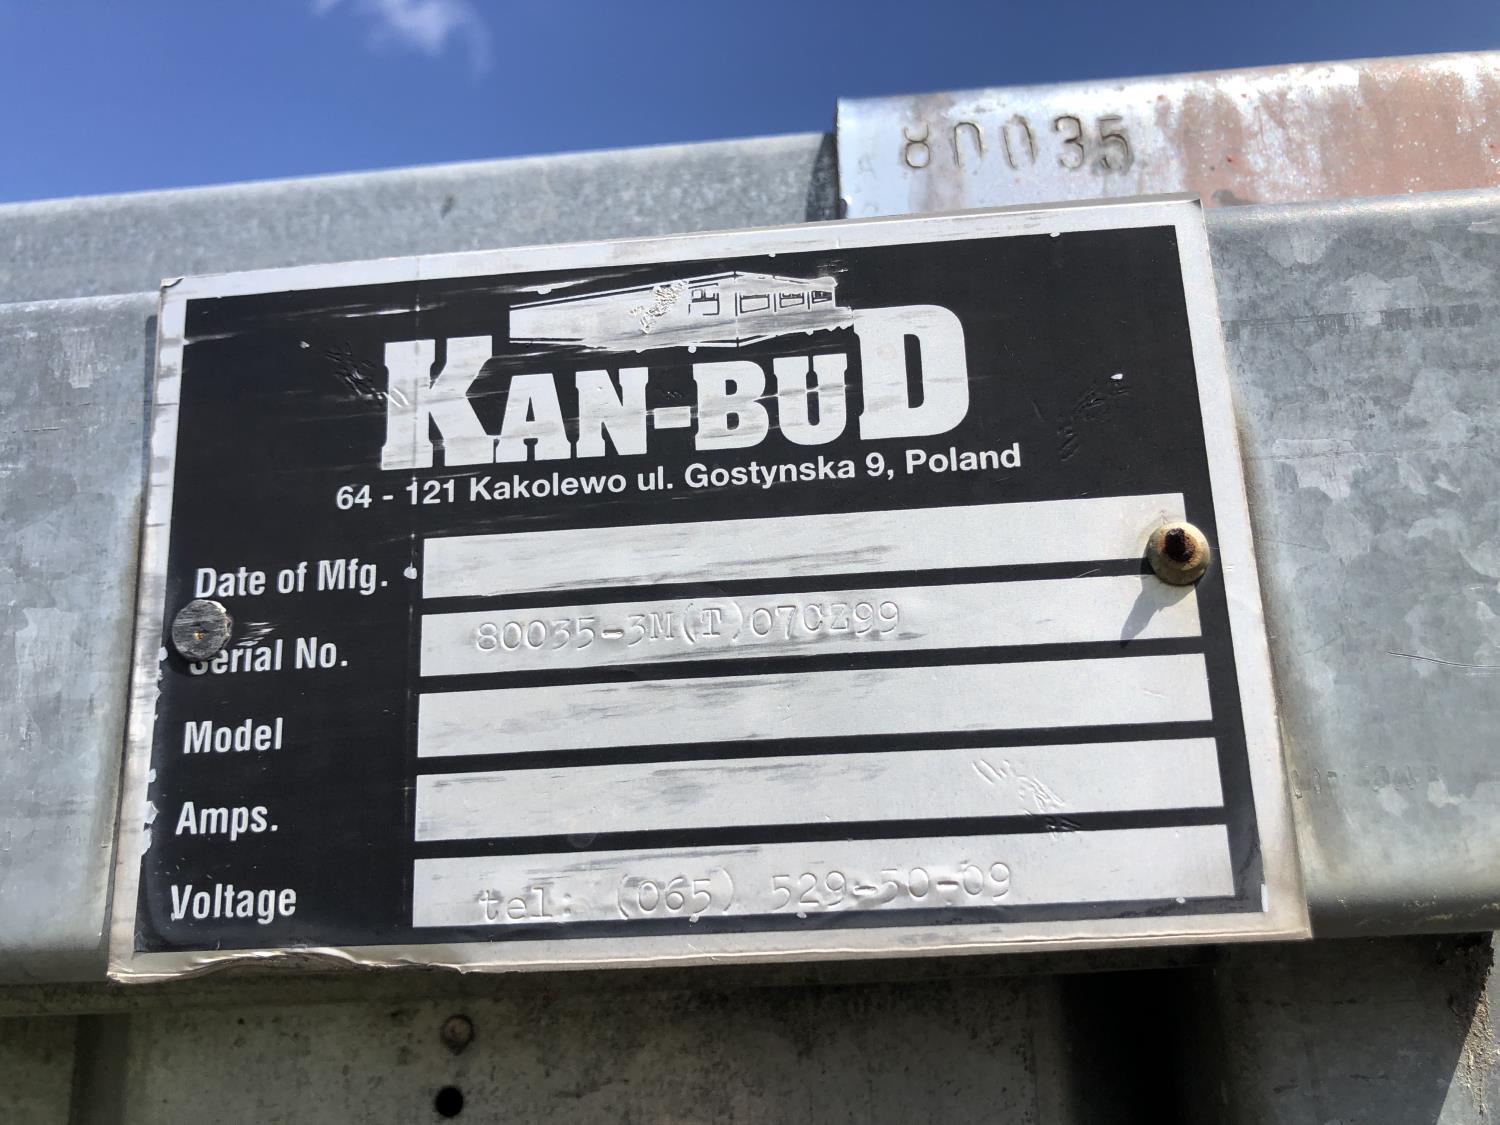 80035
KAN-BUD
64 - 121 Kakolewo ul. Gostynska 9, Poland
Date of Mfg.
Serial No. 80035-3M(T)07CZ99
Model
Amps.
Voltage tel: (065) 529-50-09